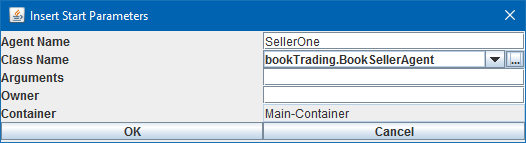 Insert Start Parameters
Agent Name SellerOne
Class Name bookTrading.BookSellerAgent ...
Arguments
Owner
Container Main-Container
OK Cancel